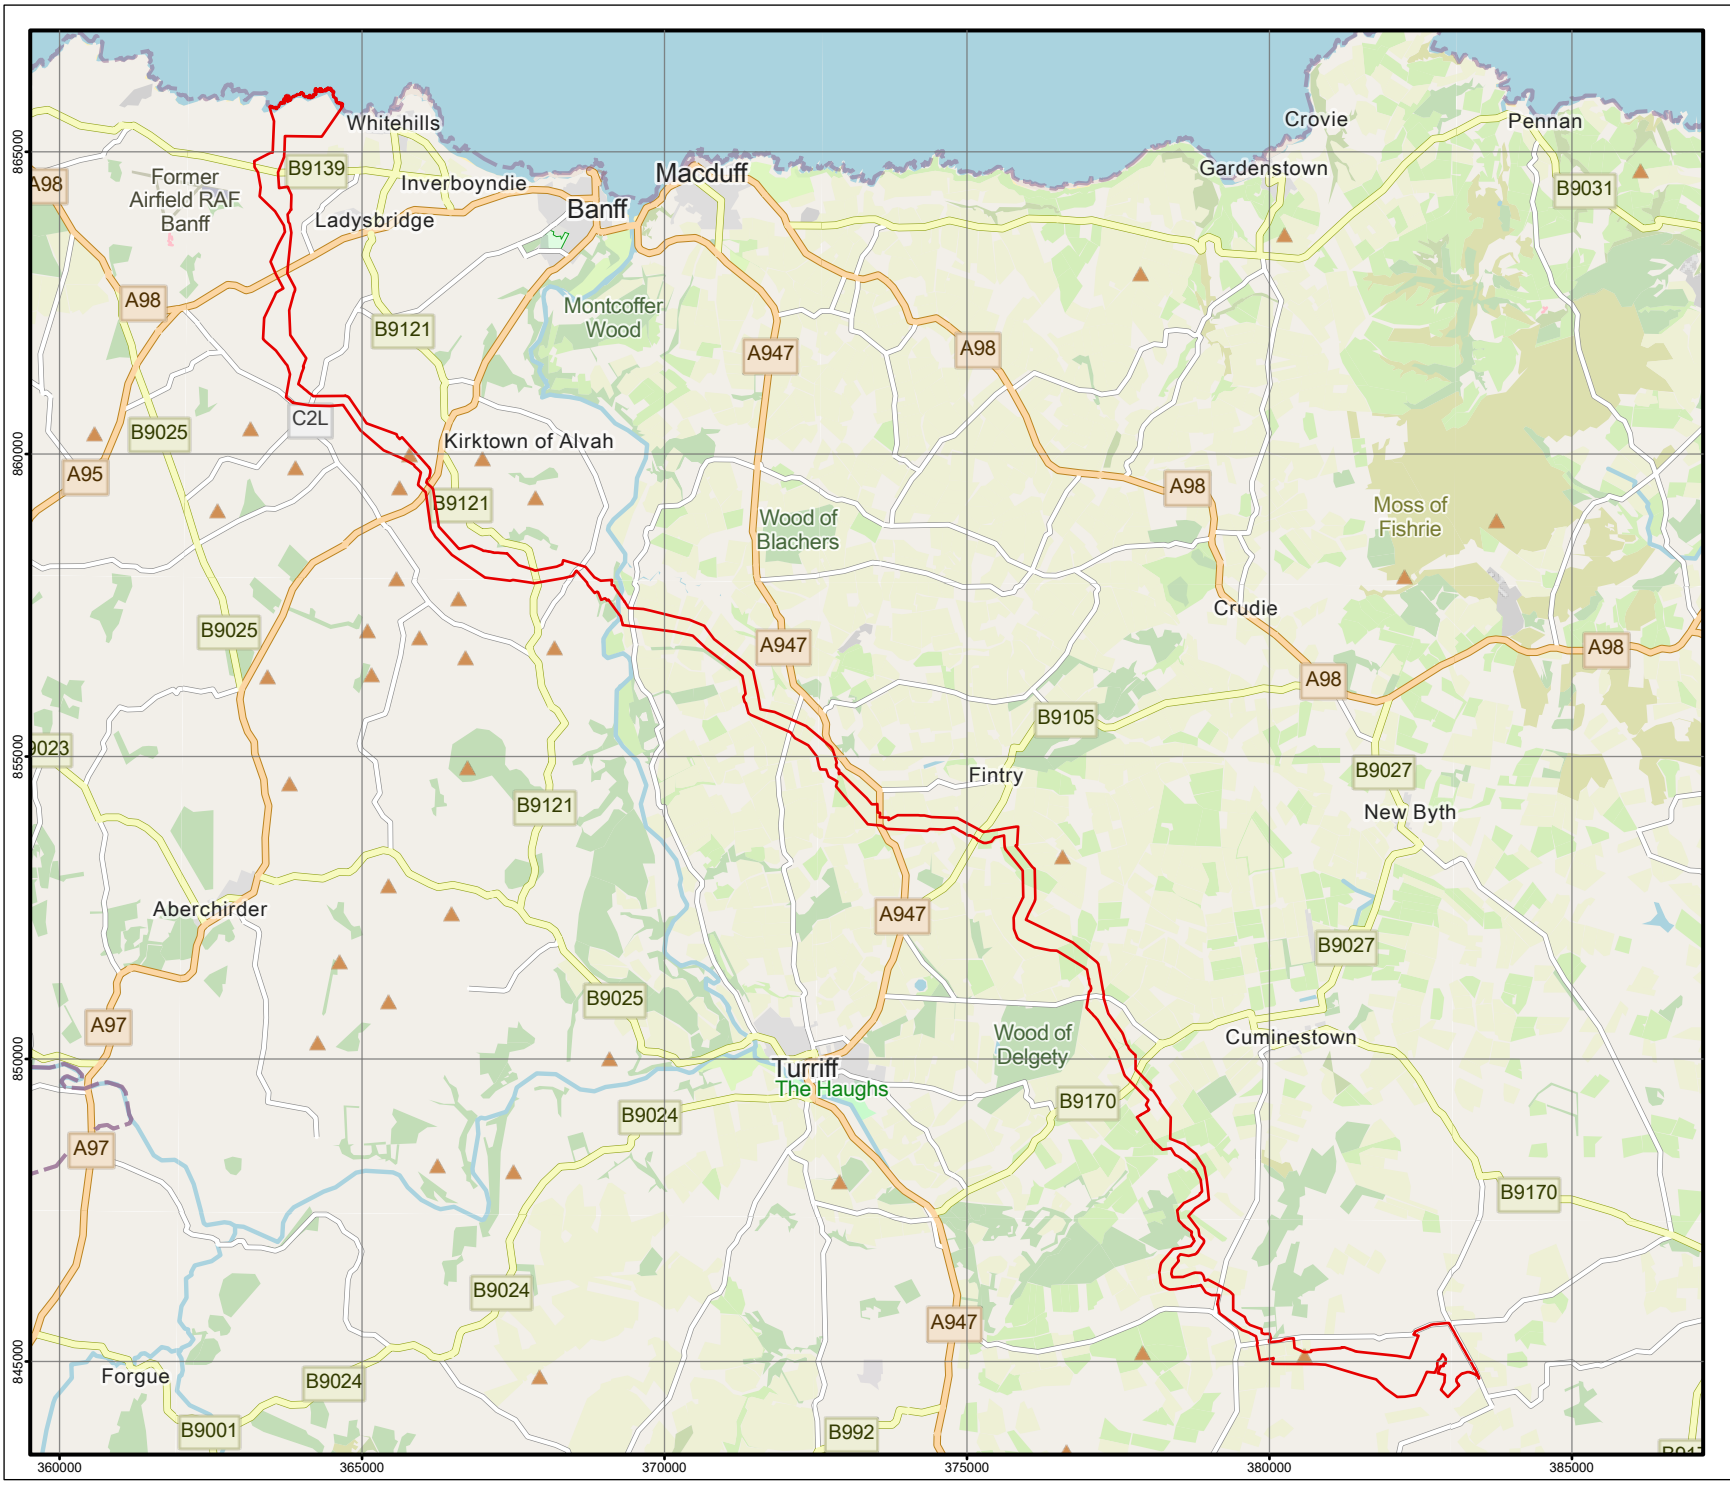 Crovie
Pennan
Whitehills
865000
B9139
Gardenstown
Macduff
A98
Former
Airfield RAF
Banff
Inverboyndie
B9031
Banff
Ladysbridge
A98
Montcoffer
Wood
B9121
A947
A98
C2L
B9025
Kirktown of Alvah
860000
A95
A98
B9121
Moss of
Fishrie
Wood of
Blachers
Crudie
B9025
A947
A98
A98
B9105
9023
855000
Fintry
B9027
B9121
New Byth
Aberchirder
A947
B9027
B9025
A97
Wood of
Delgety
Cuminestown
850000
Turriff
The Haughs
B9170
B9024
A97
B9170
B9024
A947
845000
Forgue
B9024
B9001
B992
360000
365000
370000
375000
380000
385000